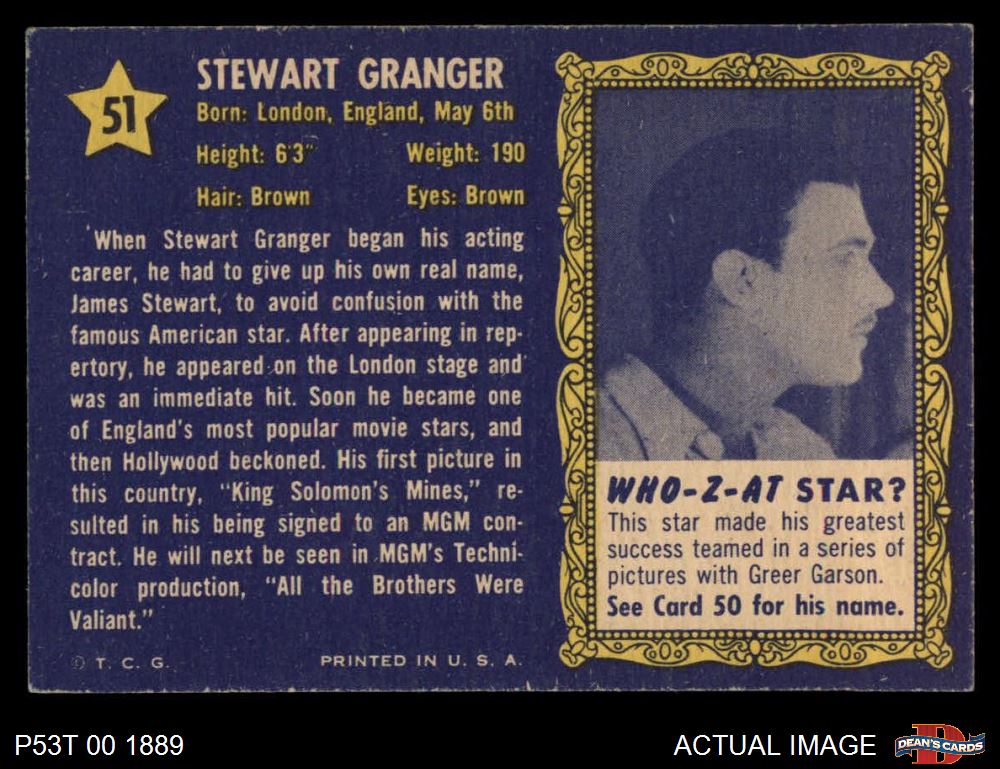 51
STEWART GRANGER
Born: London, England, May 6th
Height: 6'3" Weight: 190
Hair: Brown Eyes: Brown
When Stewart Granger began his acting
career, he had to give up his own real name,
James Stewart, to avoid confusion with the
famous American star. After appearing in rep-
ertory, he appeared on the London stage and
was an immediate hit. Soon he became one
of England's most popular movie stars, and
then Hollywood beckoned. His first picture in
this country, "King Solomon's Mines," re-
sulted in his being signed to an MGM con-
tract. He will next be seen in MGM's Techni-
color production, "All the Brothers Were
Valiant."
© T. C. G. PRINTED IN U. S. A.
WHO-Z-AT STAR?
This star made his greatest
success teamed in a series of
pictures with Greer Garson.
See Card 50 for his name.
P53T 00 1889
ACTUAL IMAGE
DEAN'S CARDS